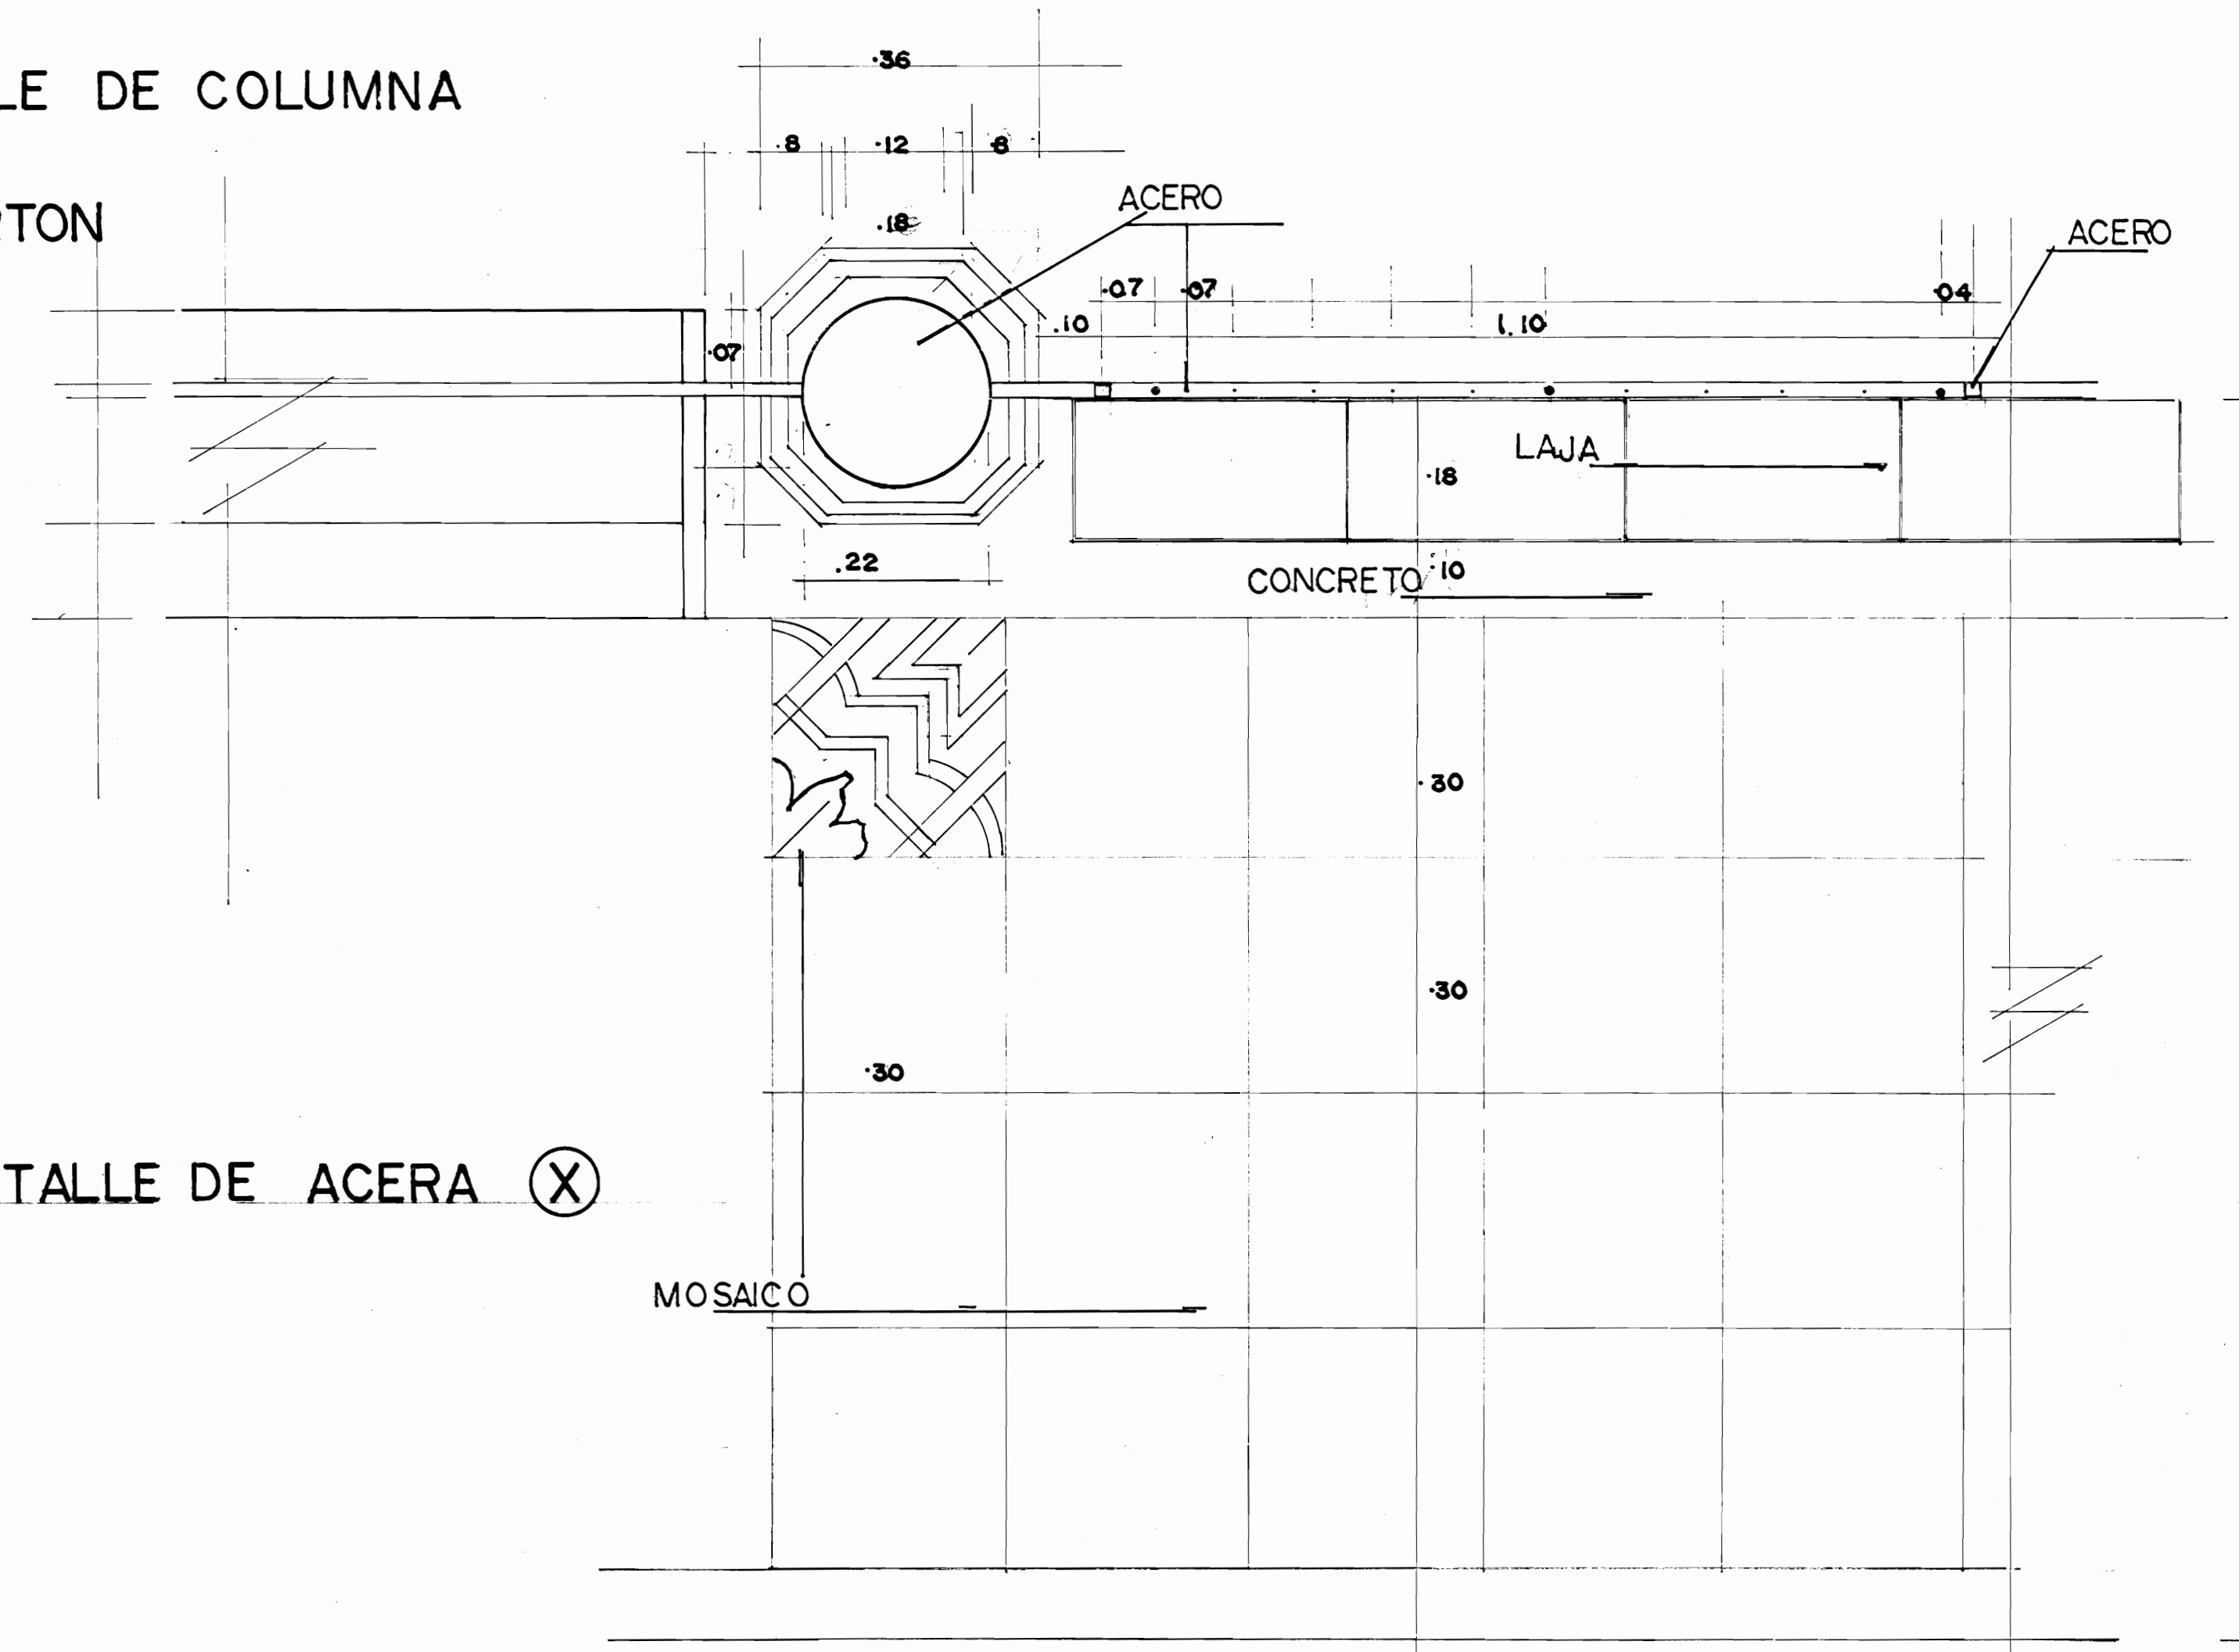 .36
LE DE COLUMNA
.8 .12 .8
ACERO
RTON
.18
ACERO
.07 .07 .04
.10 1.10
.07
LAJA
.18
.22
CONCRETO .10
.30
.30
.30
TALLE DE ACERA X
MOSAICO